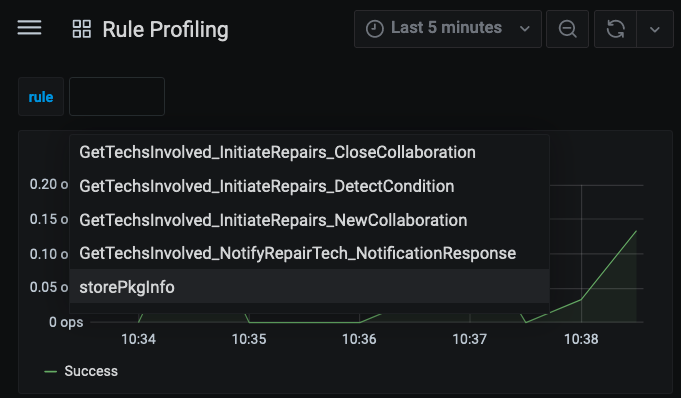 Rule Profiling
Last 5 minutes
rule
GetTechsInvolved_InitiateRepairs_CloseCollaboration
GetTechsInvolved_InitiateRepairs_DetectCondition
GetTechsInvolved_InitiateRepairs_NewCollaboration
GetTechsInvolved_NotifyRepairTech_NotificationResponse
storePkgInfo
0.20 o
0.15 o
0.10 o
0.05 o
0 ops
10:34 10:35 10:36 10:37 10:38
Success